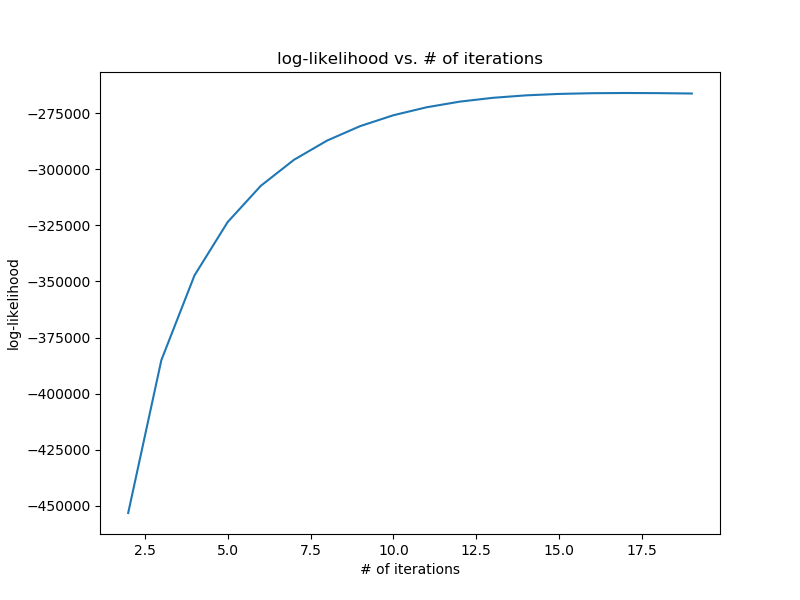 log-likelihood vs. # of iterations
−275000
−300000
−325000
−350000
−375000
−400000
−425000
−450000
log-likelihood
2.5 5.0 7.5 10.0 12.5 15.0 17.5
# of iterations